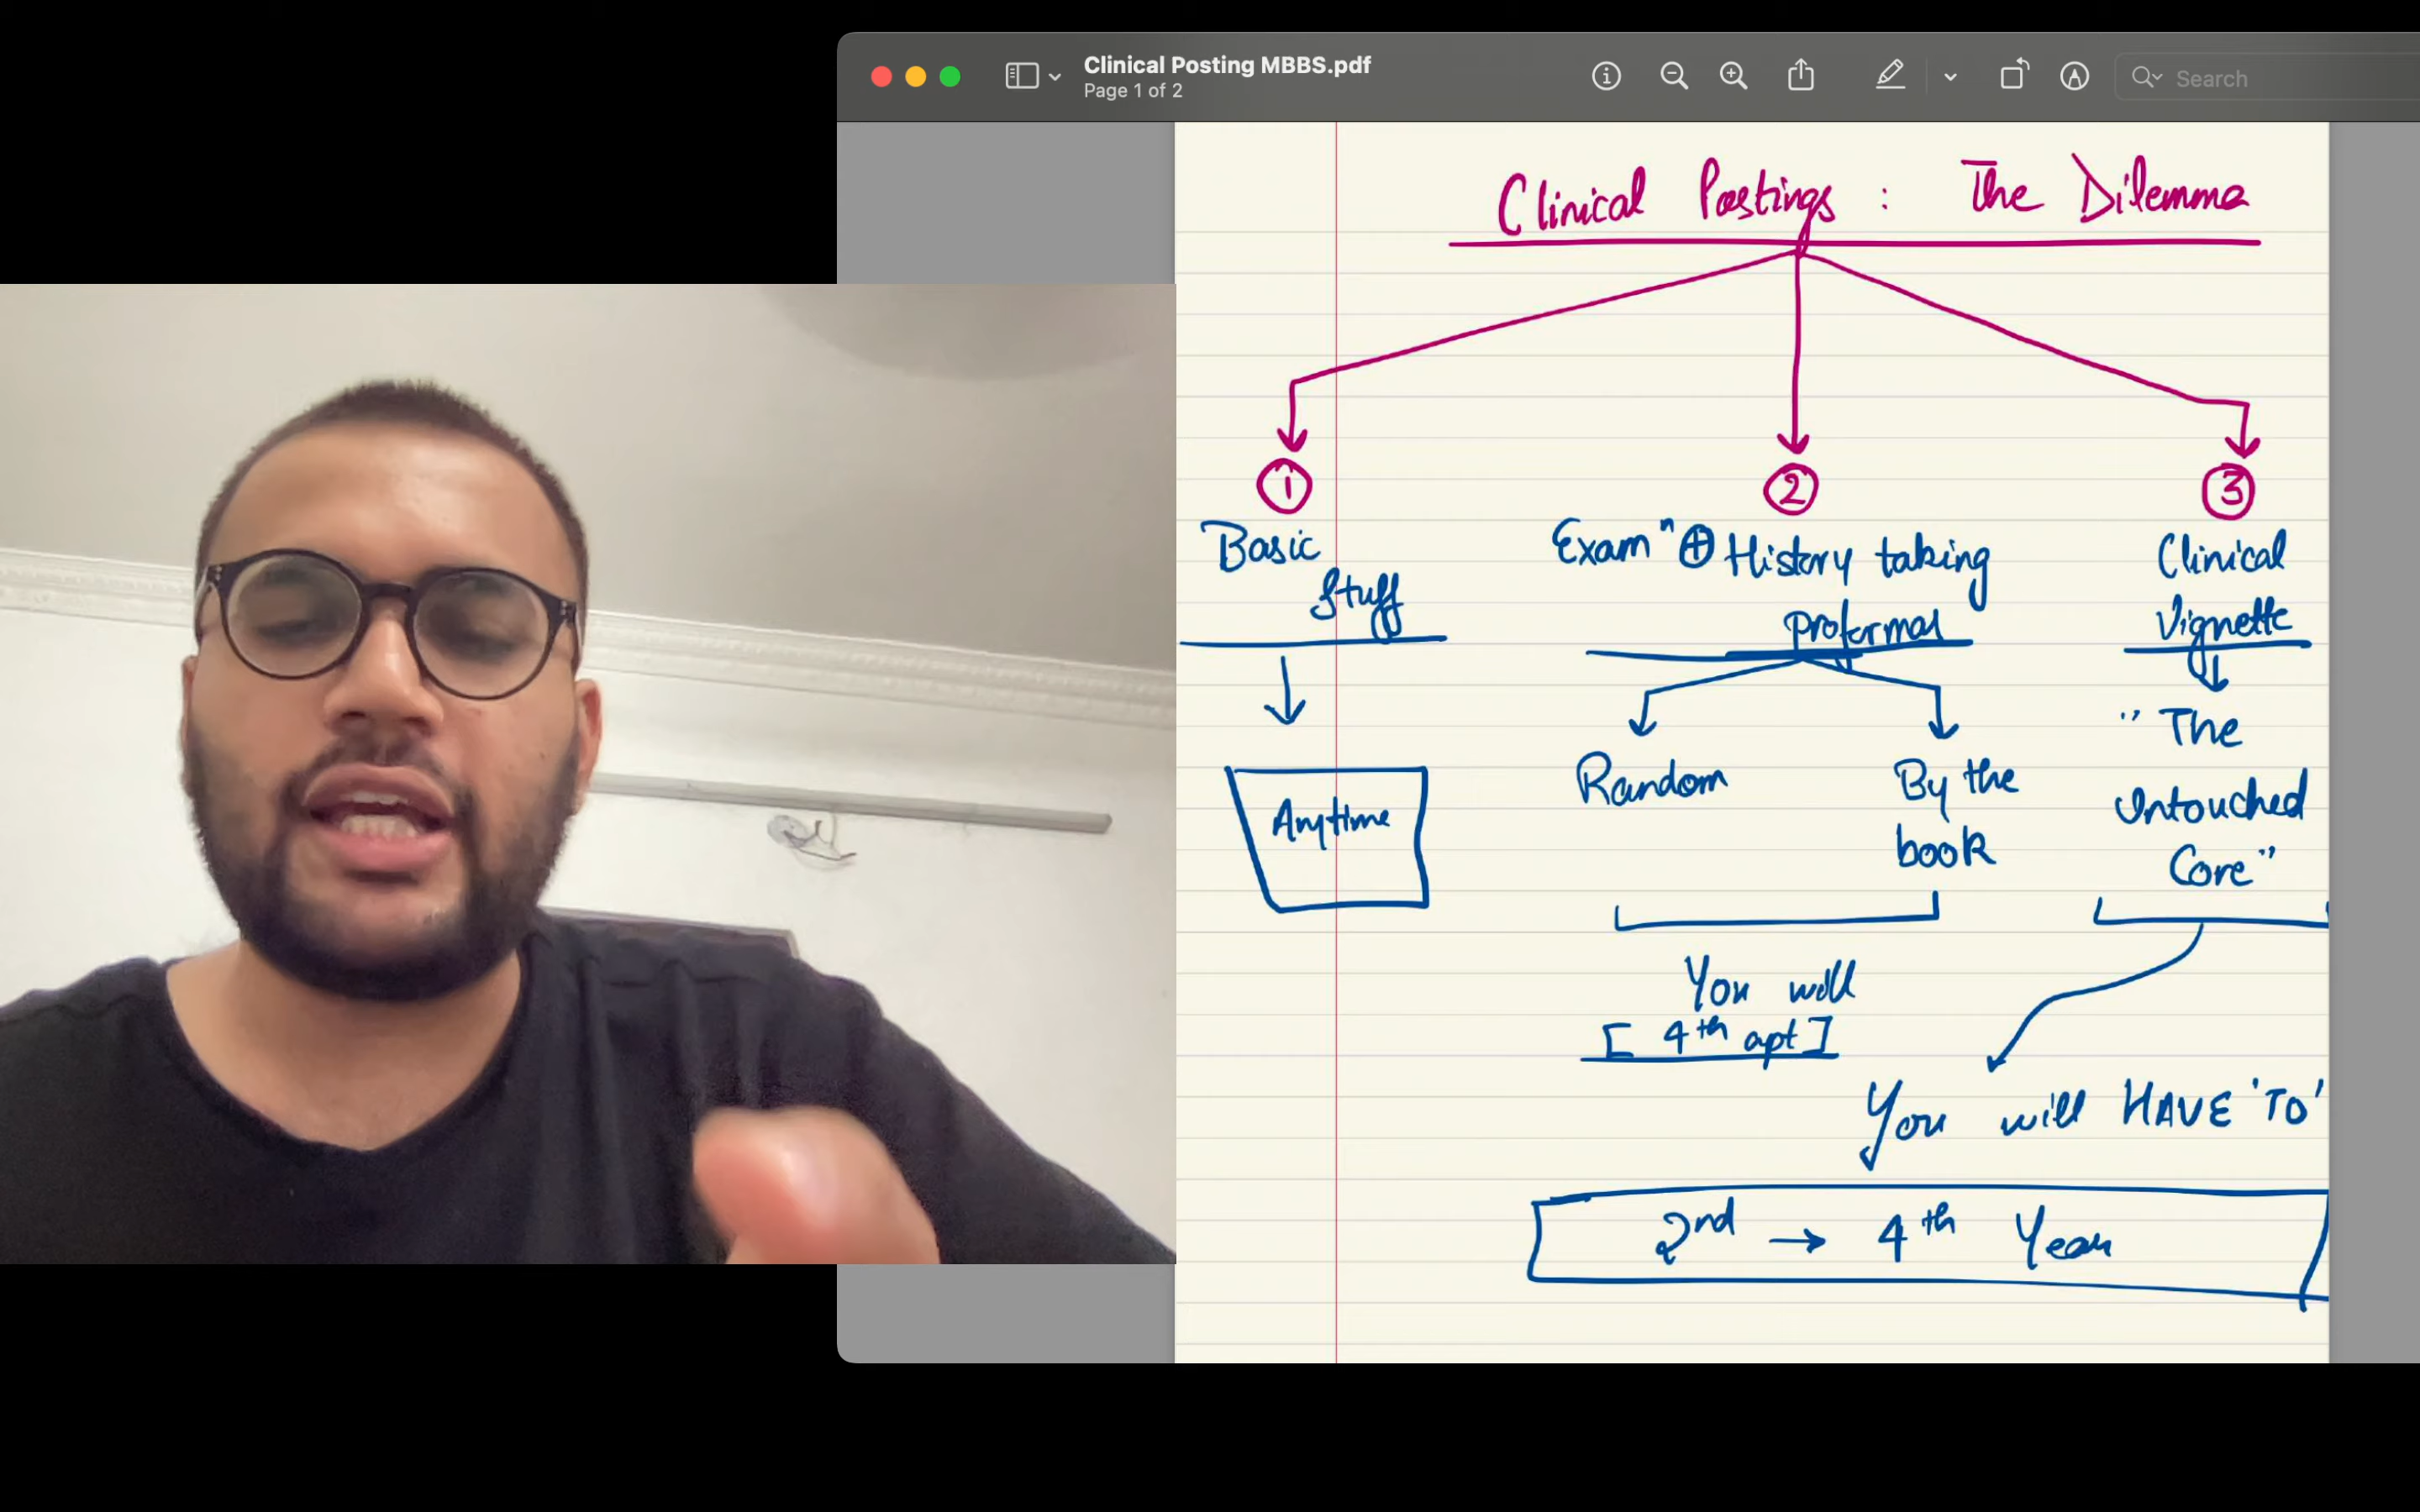 Clinical Posting MBBS.pdf
Page 1 of 2
Search
Clinical Postings : The Dilemma
1
2
3
Basic
Stuff
Anytime
Examⁿ ⊕ History taking
proformal
Random
By the
book
You will
[ 4th apt ]
Clinical
Vignette
"The
Untouched
Core"
You will HAVE 'TO'
2nd → 4th Year